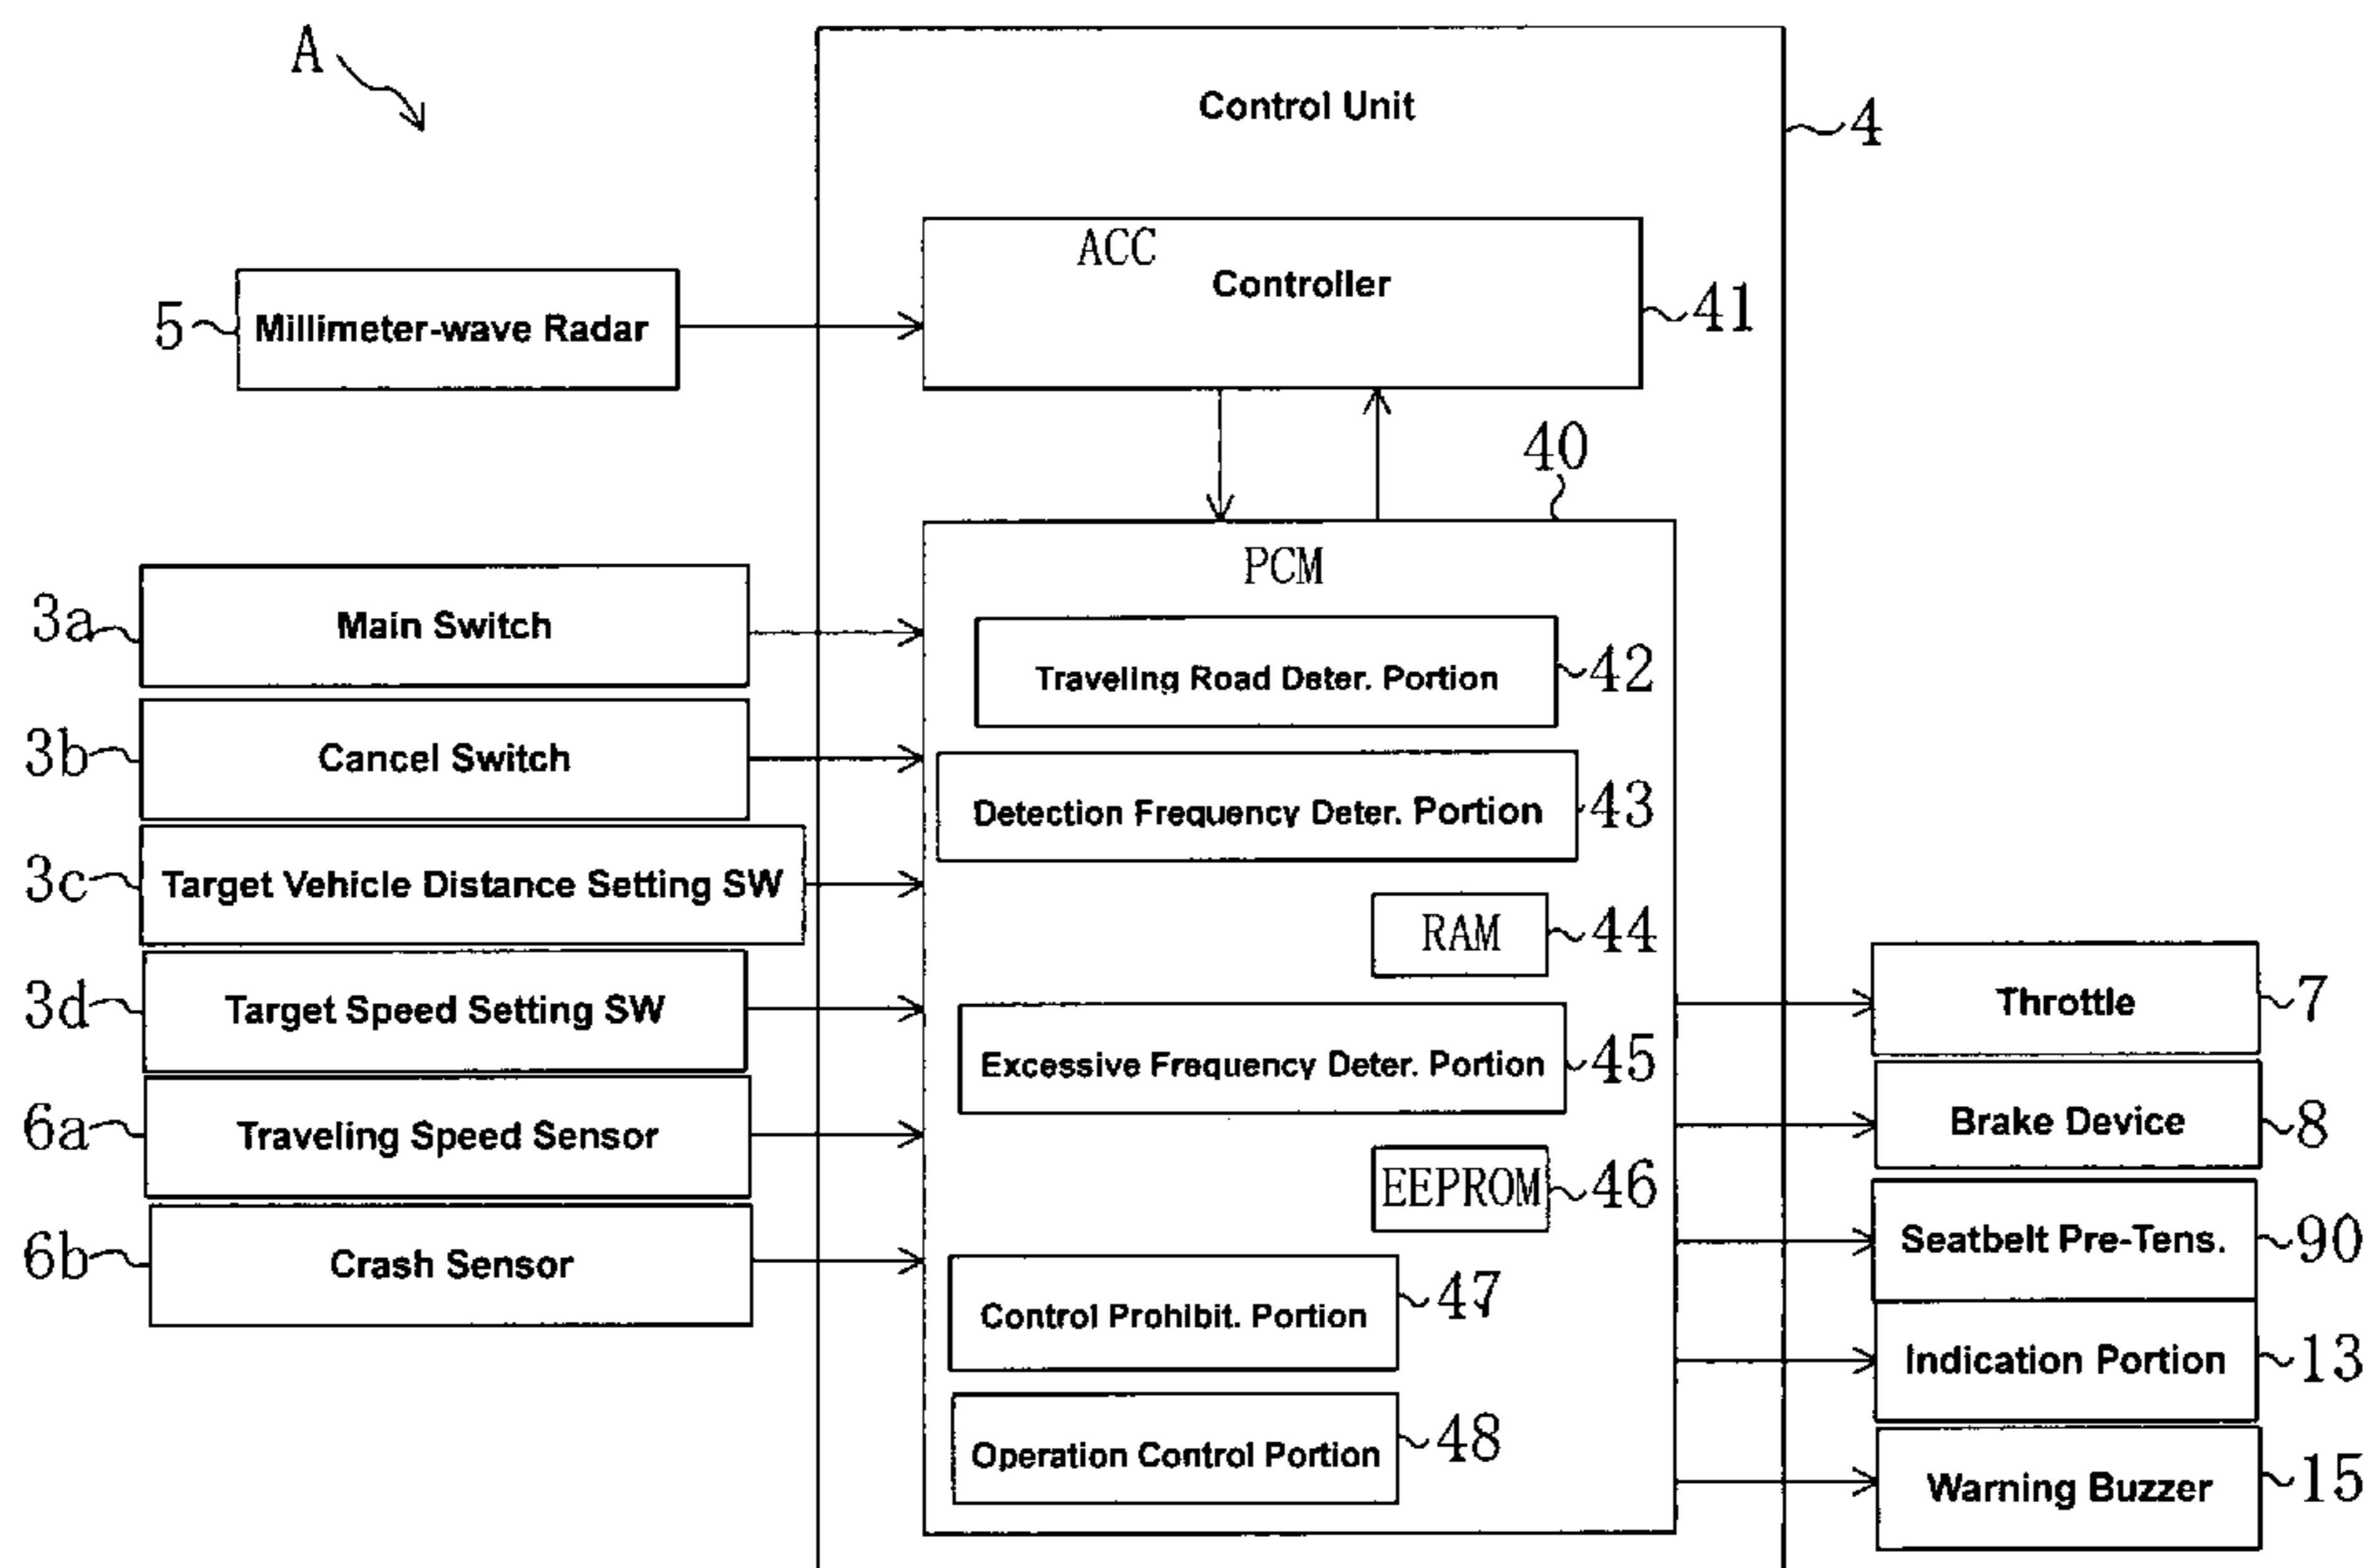 A
Control Unit
4
ACC
Controller
41
5
Millimeter-wave Radar
40
PCM
3a
Main Switch
Traveling Road Deter. Portion
42
3b
Cancel Switch
Detection Frequency Deter. Portion
43
3c
Target Vehicle Distance Setting SW
RAM
44
3d
Target Speed Setting SW
Throttle
7
Excessive Frequency Deter. Portion
45
6a
Traveling Speed Sensor
Brake Device
8
EEPROM
46
6b
Crash Sensor
Seatbelt Pre-Tens.
90
Control Prohibit. Portion
47
Indication Portion
13
Operation Control Portion
48
Warning Buzzer
15